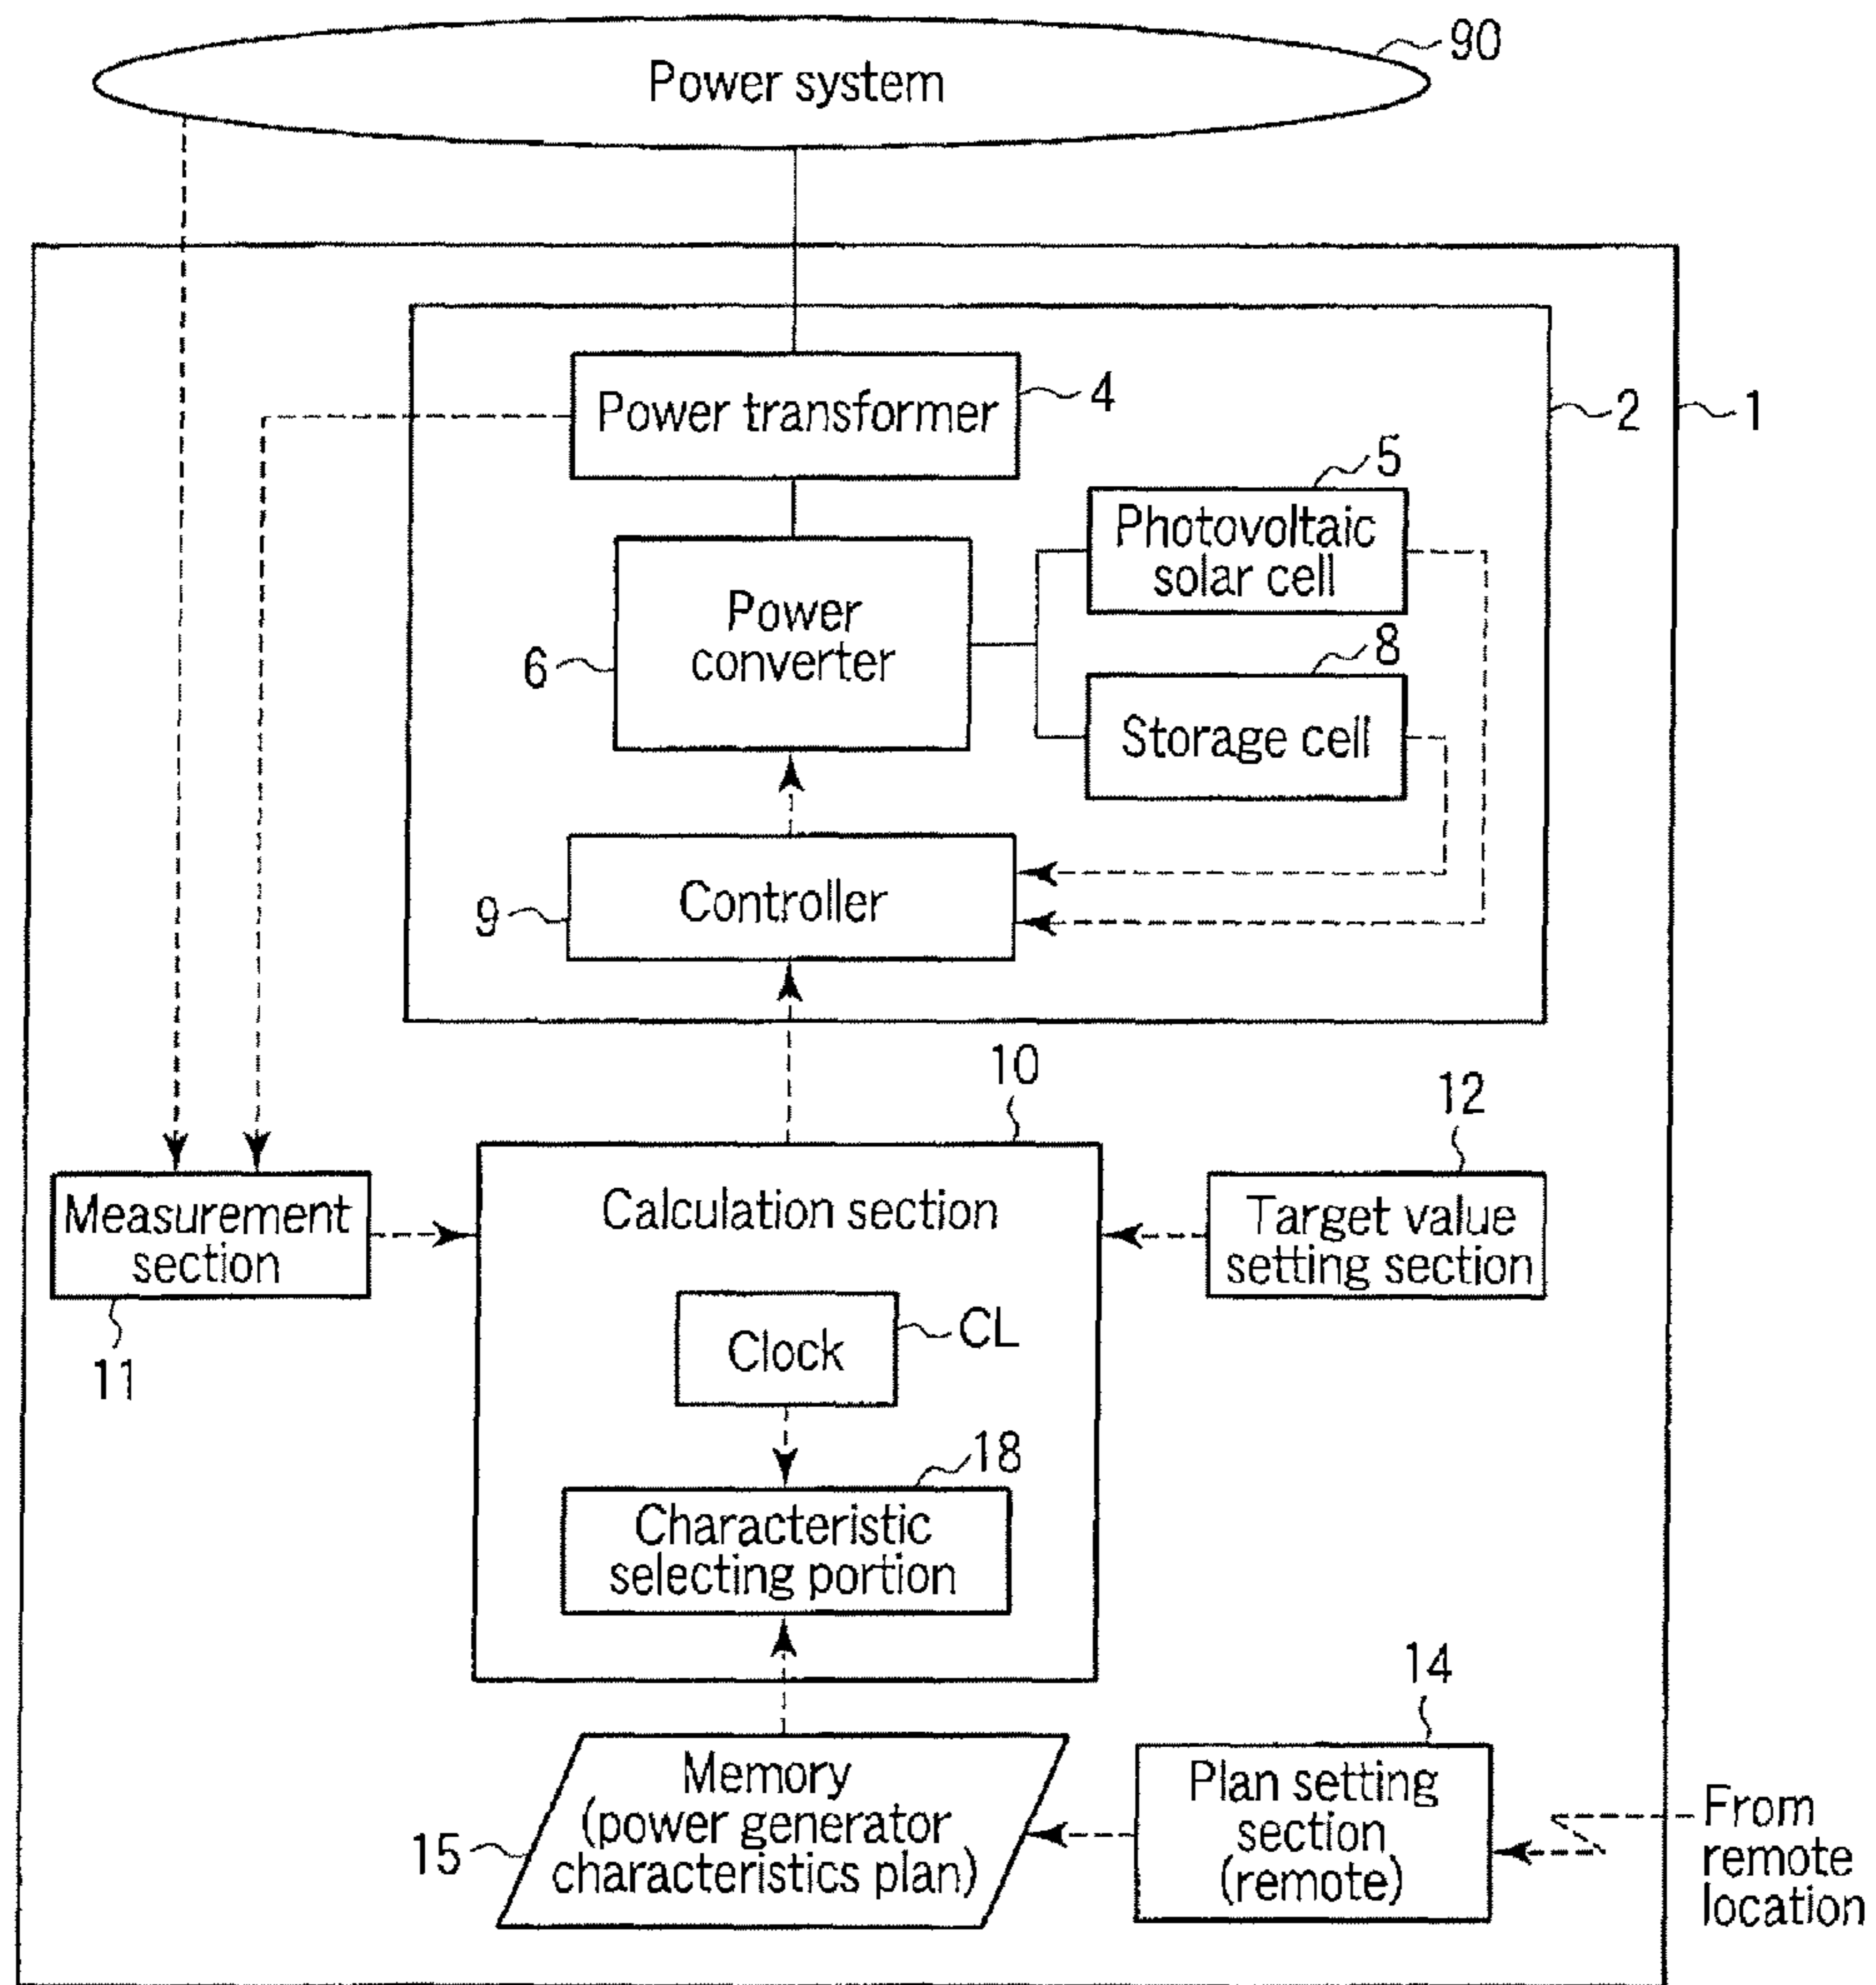 90
Power system
Power transformer
4
2
1
5
Photovoltaic
solar cell
Power
converter
6
8
Storage cell
Controller
9
10
12
Measurement
section
11
Calculation section
Target value
setting section
Clock
CL
18
Characteristic
selecting portion
14
Memory
(power generator
characteristics plan)
15
Plan setting
section
(remote)
From
remote
location